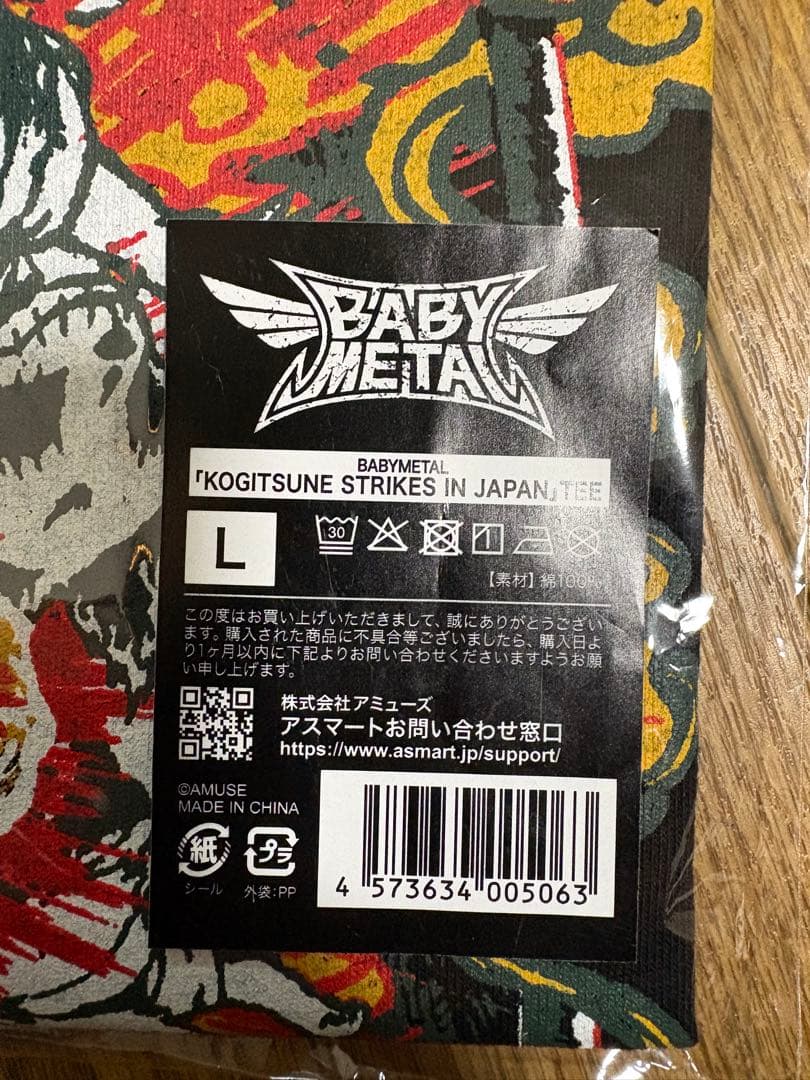 BABY
METAL
BABYMETAL
「KOGITSUNE STRIKES IN JAPAN」TEE
L
30
【素材】綿100%
この度はお買い上げいただきまして、誠にありがとうござい
ます。購入された商品に不具合等ございましたら、購入日よ
り1ヶ月以内に下記よりお問い合わせくださいますようお願
い申し上げます。
株式会社アミューズ
アスマートお問い合わせ窓口
https://www.asmart.jp/support/
©AMUSE
MADE IN CHINA
紙
プラ
シール
外袋:PP
4 573634 005063